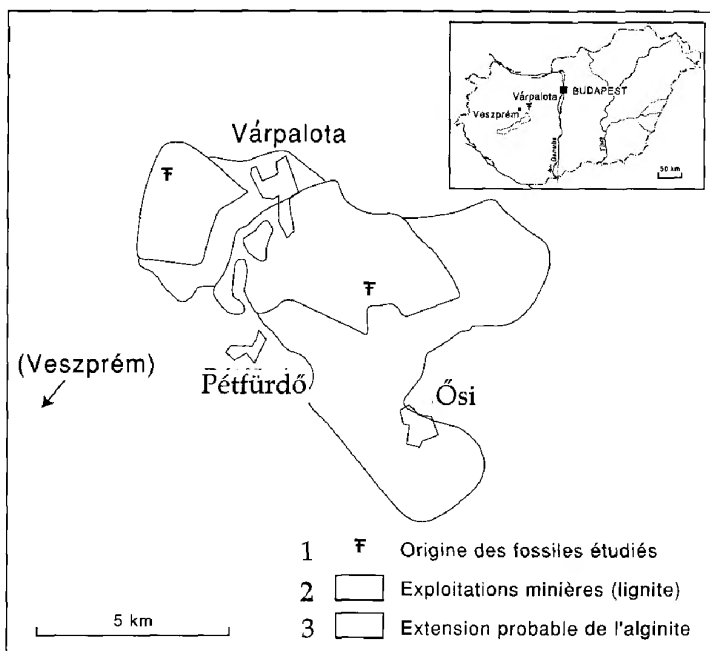 BUDAPEST
Várpalota
Veszprém
Danube
50 km
Várpalota
Ŧ
Ŧ
(Veszprém)
Pétfürdő
Ősi
1 Ŧ Origine des fossiles étudiés
2 Exploitations minières (lignite)
3 Extension probable de l'alginite
5 km